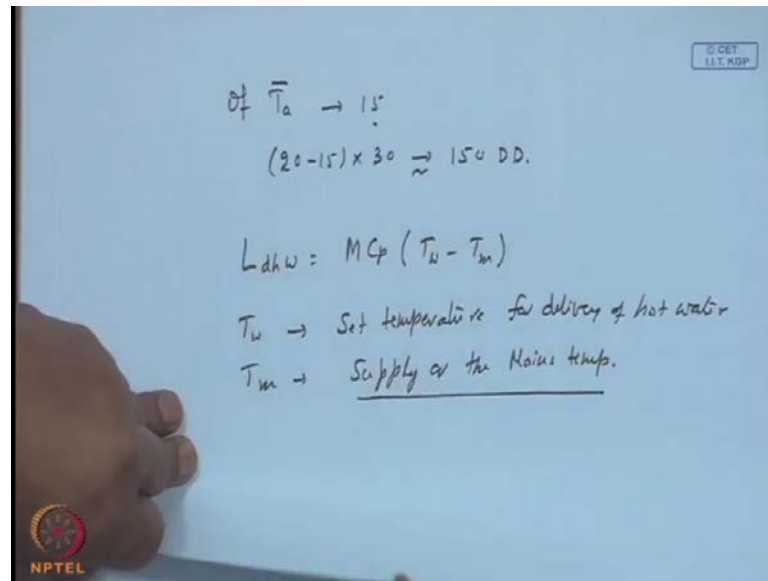 © CET
I.I.T. KGP
Of T̅a → 15
(20-15) × 30 ⇒ 150 DD.
Ldhw = MCp (Tw - Tm)
Tw → Set temperature for delivery of hot water
Tm → Supply or the Mains temp.
NPTEL